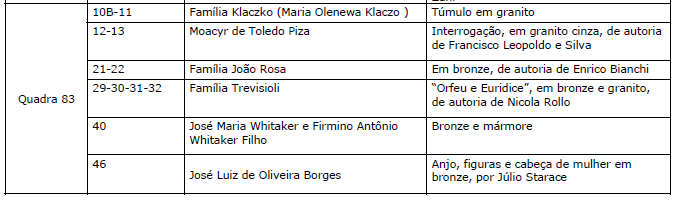 10B-11 Família Klaczko (Maria Olenewa Klaczo ) Túmulo em granito
12-13 Moacyr de Toledo Piza Interrogação, em granito cinza, de autoria
de Francisco Leopoldo e Silva
21-22 Família João Rosa Em bronze, de autoria de Enrico Bianchi
29-30-31-32 Família Trevisioli "Orfeu e Euridice", em bronze e granito,
de autoria de Nicola Rollo
Quadra 83
40 José Maria Whitaker e Firmino Antônio Bronze e mármore
Whitaker Filho
46 Anjo, figuras e cabeça de mulher em
José Luiz de Oliveira Borges bronze, por Júlio Starace